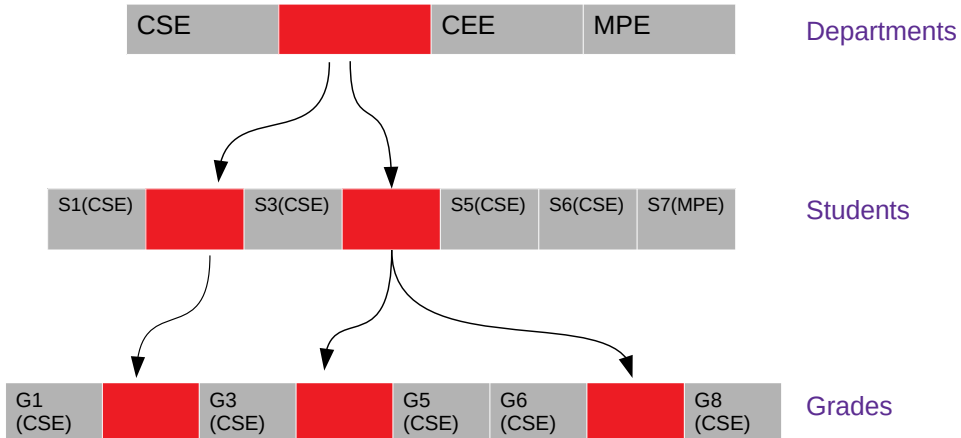 CSE CEE MPE Departments
S1(CSE) S3(CSE) S5(CSE) S6(CSE) S7(MPE) Students
G1 G3 G5 G6 G8
(CSE) (CSE) (CSE) (CSE) (CSE) Grades